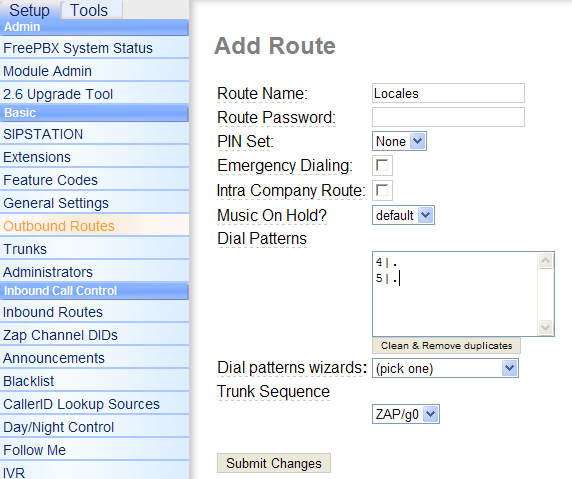 Setup
Tools
Admin
FreePBX System Status
Module Admin
2.6 Upgrade Tool
Basic
SIPSTATION
Extensions
Feature Codes
General Settings
Outbound Routes
Trunks
Administrators
Inbound Call Control
Inbound Routes
Zap Channel DIDs
Announcements
Blacklist
CallerID Lookup Sources
Day/Night Control
Follow Me
IVR
Add Route
Route Name: Locales
Route Password:
PIN Set: None
Emergency Dialing:
Intra Company Route:
Music On Hold? default
Dial Patterns
4|.
5|.
Clean & Remove duplicates
Dial patterns wizards: (pick one)
Trunk Sequence
ZAP/g0
Submit Changes